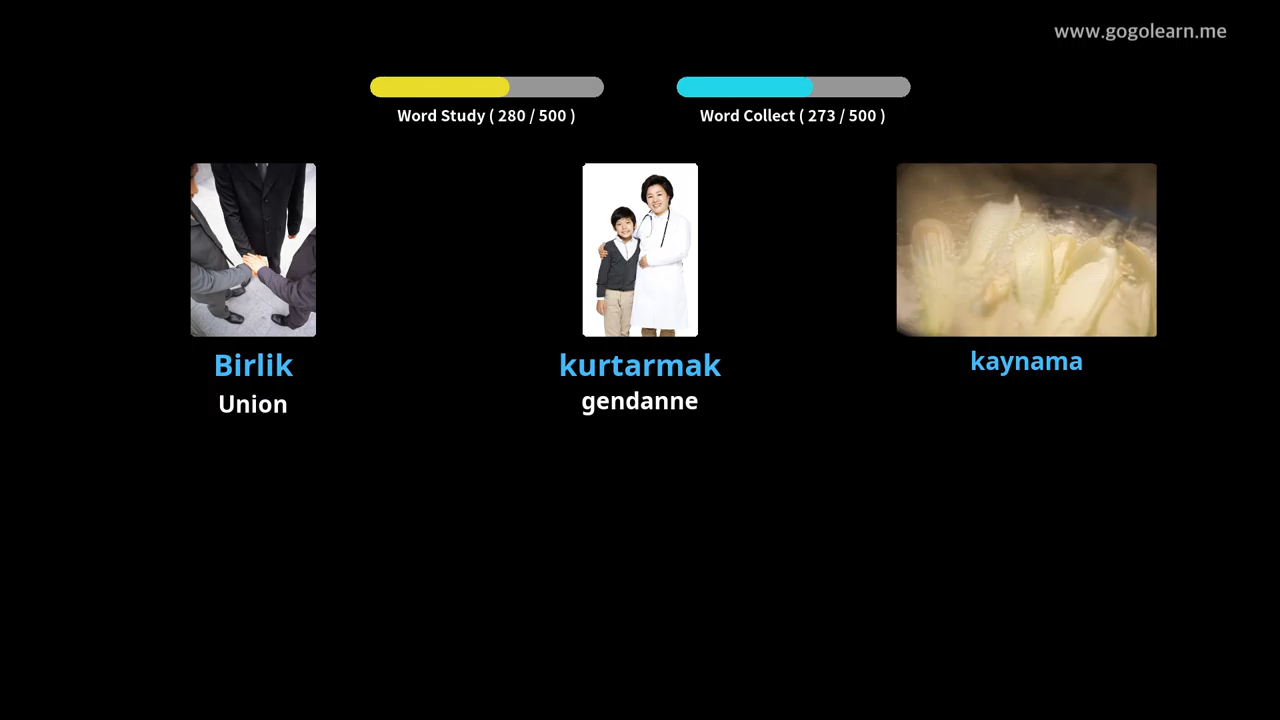 www.gogolearn.me
Word Study ( 280 / 500 )
Word Collect ( 273 / 500 )
Birlik
Union
kurtarmak
gendanne
kaynama